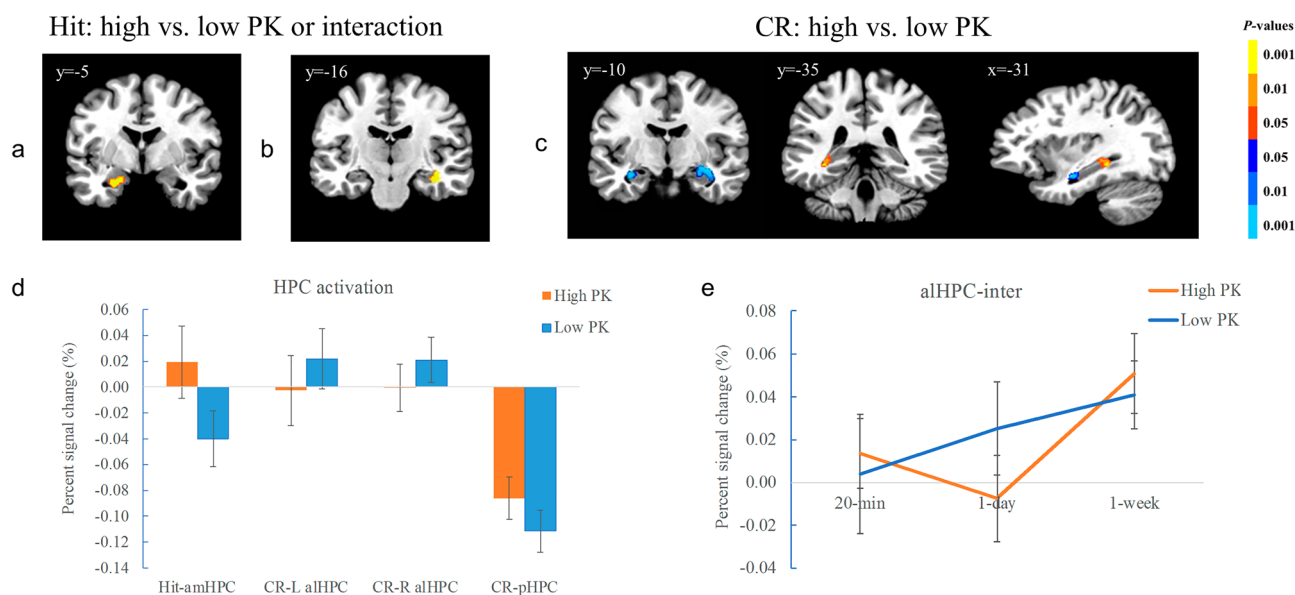 Hit: high vs. low PK or interaction
CR: high vs. low PK
P-values
a
y=-5
b
y=-16
c
y=-10
y=-35
x=-31
0.001
0.01
0.05
0.05
0.01
0.001
d
HPC activation
High PK
Low PK
Percent signal change (%)
0.06
0.04
0.02
0.00
-0.02
-0.04
-0.06
-0.08
-0.10
-0.12
-0.14
Hit-amHPC
CR-L alHPC
CR-R alHPC
CR-pHPC
e
alHPC-inter
High PK
Low PK
Percent signal change (%)
0.08
0.06
0.04
0.02
0.00
-0.02
-0.04
20-min
1-day
1-week